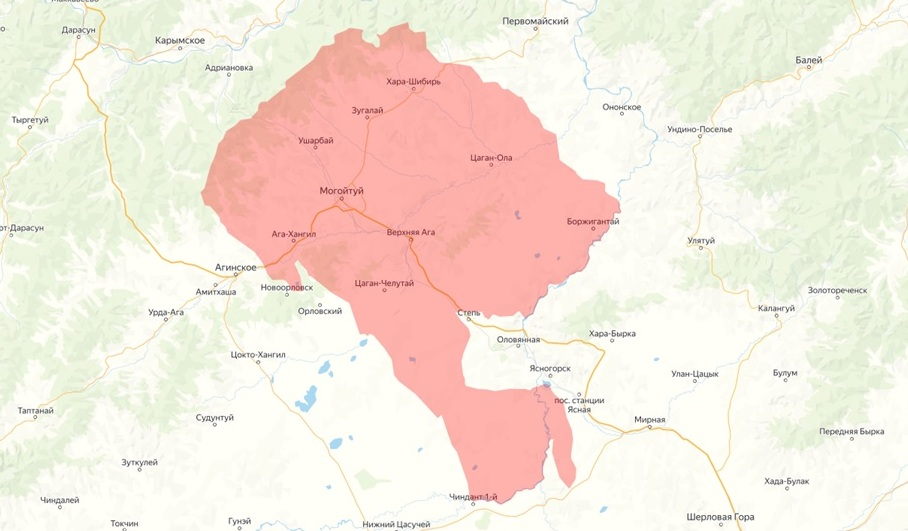 Дарасун
Карымское
Первомайский
Адриановка
Хара-Шибирь
Балей
Зугалай
Ононское
Тыргетуй
Ушарбай
Ундино-Поселье
Цаган-Ола
Могойтуй
Боржигантай
от-Дарасун
Ага-Хангил
Верхняя Ага
Улятуй
Агинское
Амитхаша
Новоорловск
Цаган-Челутай
Золотореченск
Урда-Ага
Орловский
Степь
Калангуй
Оловянная
Хара-Бырка
Цокто-Хангил
Ясногорск
Улан-Цацык
Булум
пос. станции
Ясная
Таптанай
Судунтуй
Мирная
Передняя Бырка
Зуткулей
Хада-Булак
Чиндалей
Чиндант 1-й
Токчин
Гунэй
Нижний Цасучей
Шерловая Гора